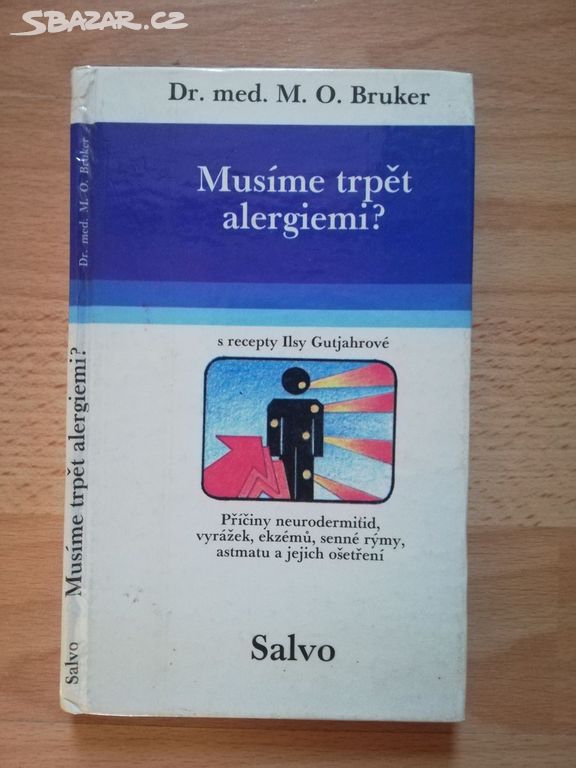 SBAZAR.CZ
Dr. med. M. O. Bruker
Musíme trpět
alergiemi?
s recepty Ilsy Gutjahrové
Příčiny neurodermitid,
vyrážek, ekzémů, senné rýmy,
astmatu a jejich ošetření
Salvo
Salvo Musíme trpět alergiemi? Dr. med. M. O. Bruker